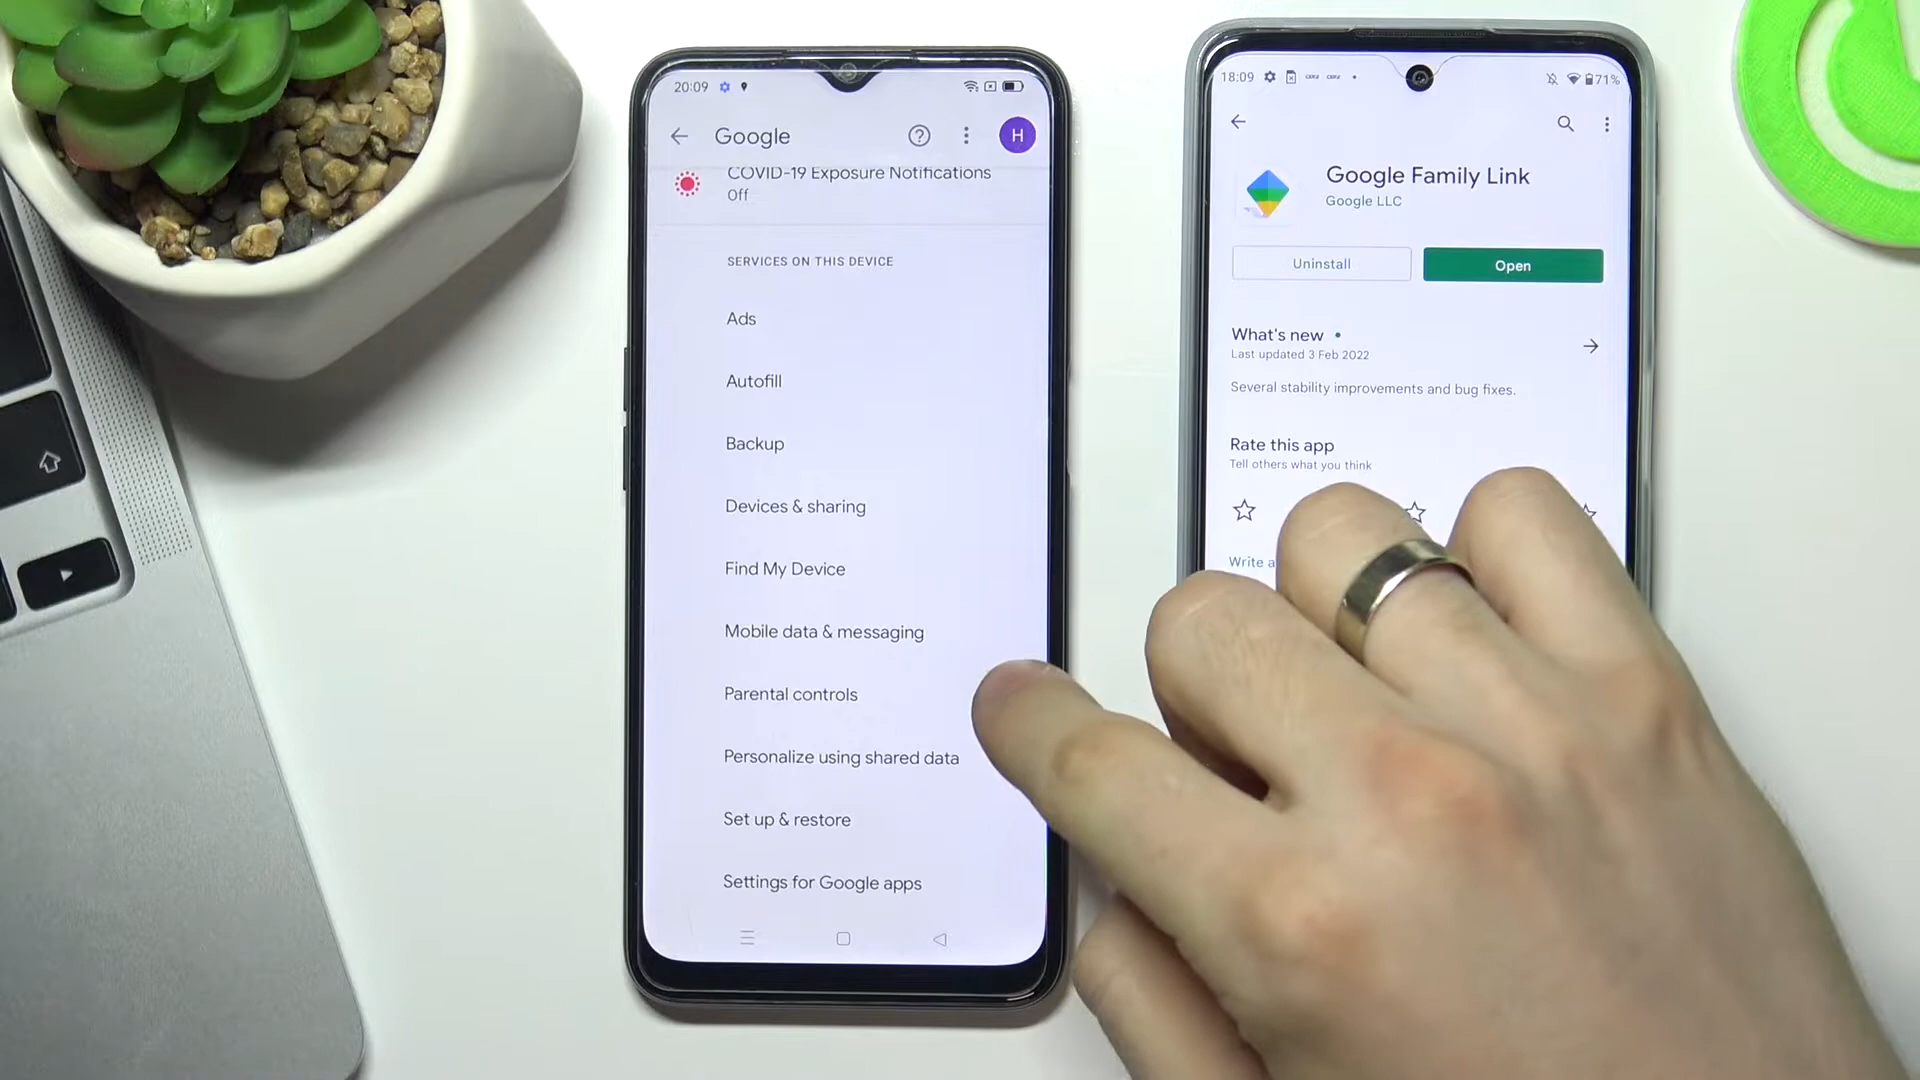 20:09
Google
H
COVID-19 Exposure Notifications
Off
SERVICES ON THIS DEVICE
Ads
Autofill
Backup
Devices & sharing
Find My Device
Mobile data & messaging
Parental controls
Personalize using shared data
Set up & restore
Settings for Google apps
18:09
71%
Google Family Link
Google LLC
Uninstall
Open
What's new
Last updated 3 Feb 2022
Several stability improvements and bug fixes.
Rate this app
Tell others what you think
Write a